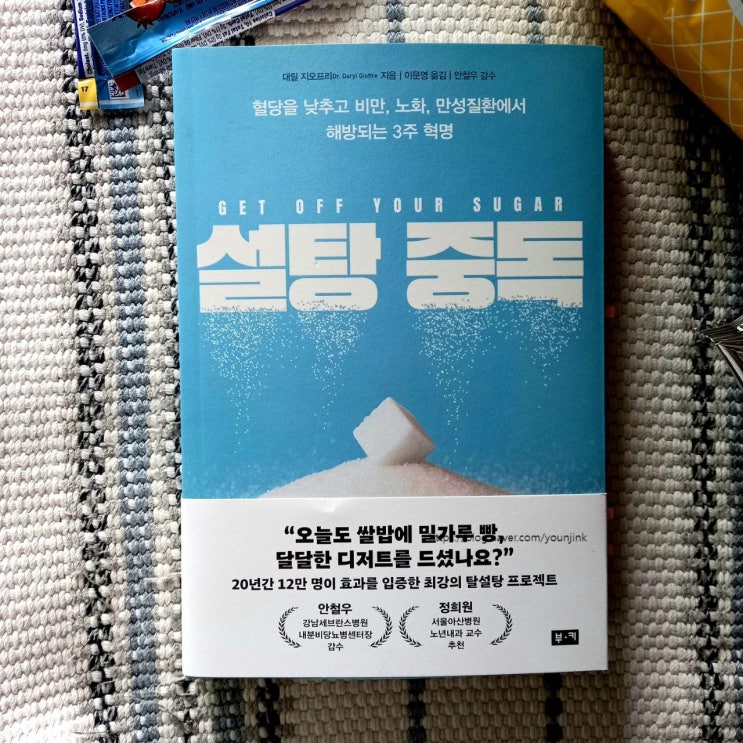 대릴 지오프리Dr. Daryl Gioffre 지음 | 이문영 옮김 | 안철우 감수
혈당을 낮추고 비만, 노화, 만성질환에서
해방되는 3주 혁명
GET OFF YOUR SUGAR
설탕 중독
“오늘도 쌀밥에 밀가루 빵,
달달한 디저트를 드셨나요?”
20년간 12만 명이 효과를 입증한 최강의 탈설탕 프로젝트
안철우
강남세브란스병원
내분비당뇨병센터장
감수
정희원
서울아산병원
노년내과 교수
추천
부·키
17